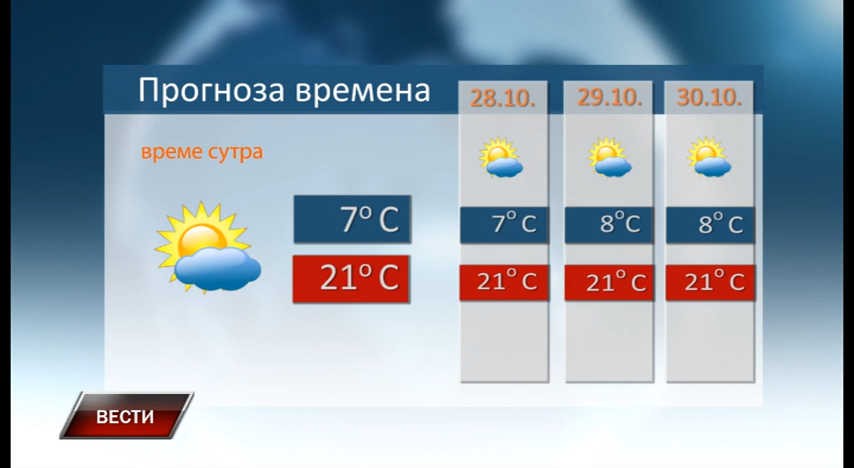 Прогноза времена
време сутра
7° C
21° C
28.10.
7° C
21° C
29.10.
8°C
21° C
30.10.
8° C
21° C
ВЕСТИ